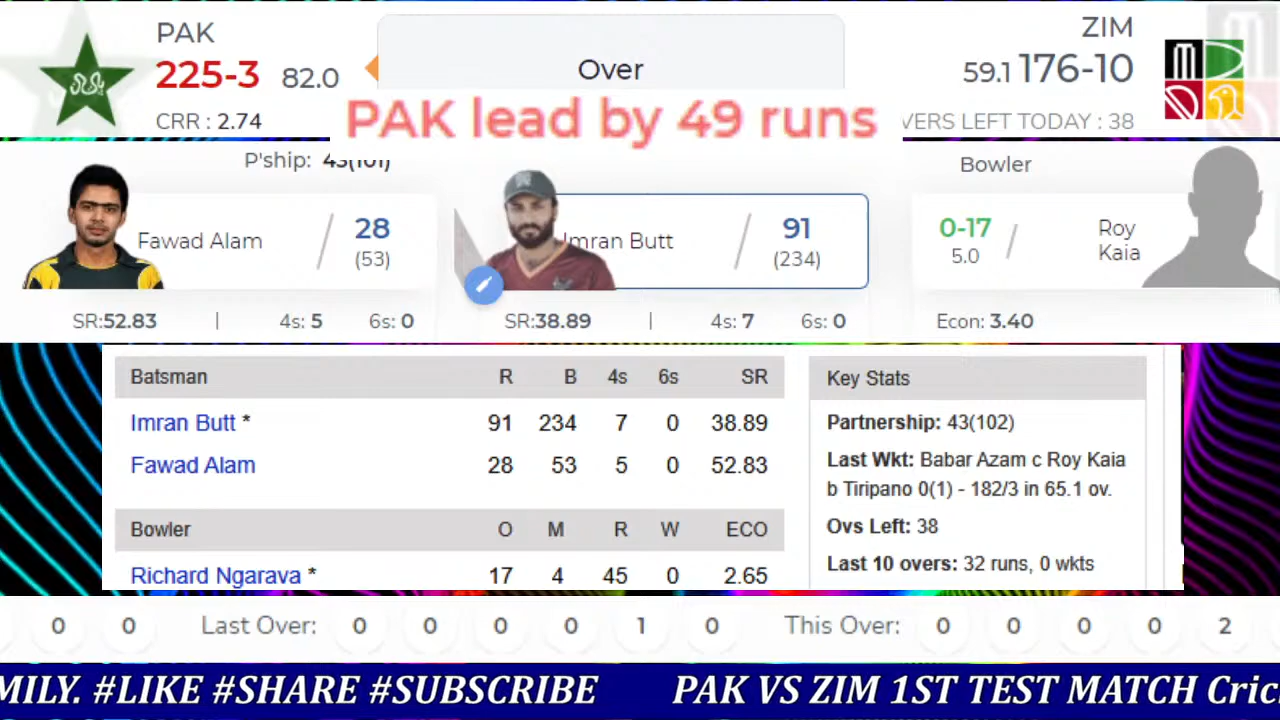 PAK
225-3 82.0
CRR : 2.74
Over
PAK lead by 49 runs
ZIM
59.1 176-10
VERS LEFT TODAY : 38
P'ship: 43(101)
Fawad Alam
28
(53)
SR:52.83 | 4s: 5 6s: 0
Imran Butt
91
(234)
SR:38.89 | 4s: 7 6s: 0
Bowler
0-17
5.0
Roy
Kaia
Econ: 3.40
Batsman R B 4s 6s SR
Imran Butt * 91 234 7 0 38.89
Fawad Alam 28 53 5 0 52.83
Bowler O M R W ECO
Richard Ngarava * 17 4 45 0 2.65
Key Stats
Partnership: 43(102)
Last Wkt: Babar Azam c Roy Kaia
b Tiripano 0(1) - 182/3 in 65.1 ov.
Ovs Left: 38
Last 10 overs: 32 runs, 0 wkts
0 0 Last Over: 0 0 0 0 1 0 This Over: 0 0 0 0 2
MILY. #LIKE #SHARE #SUBSCRIBE PAK VS ZIM 1ST TEST MATCH Cric